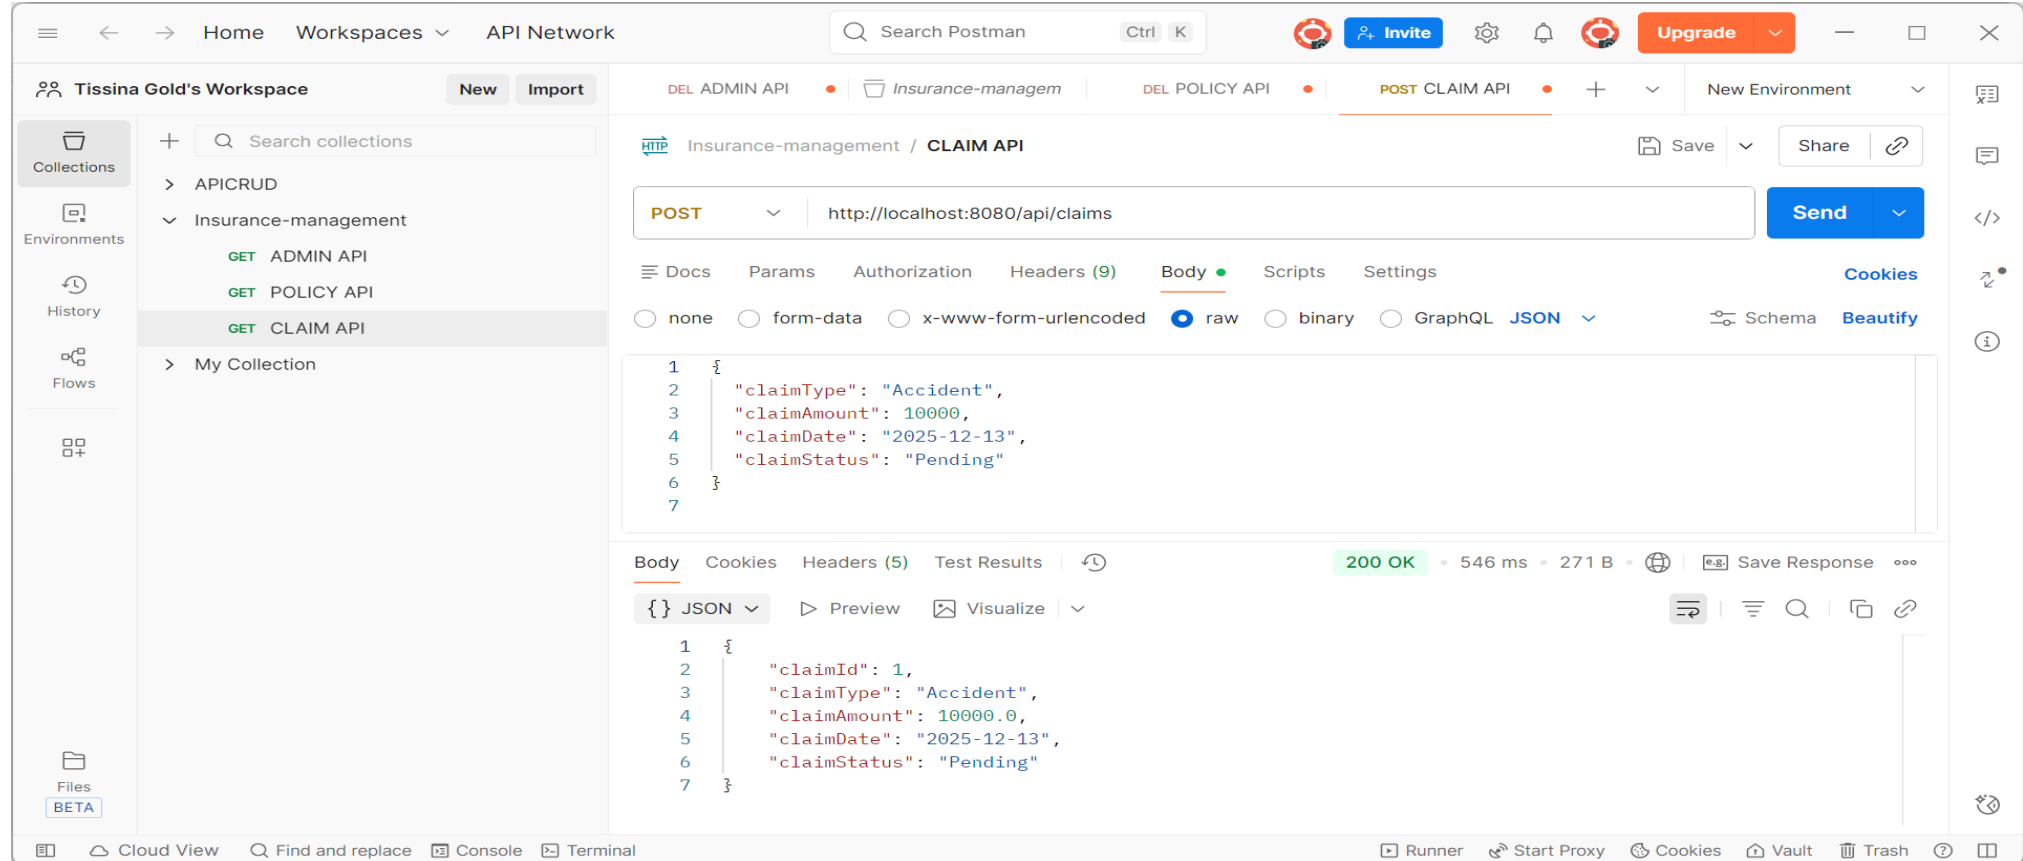 Home Workspaces API Network Search Postman Ctrl K Invite Upgrade
Tissina Gold's Workspace New Import DEL ADMIN API Insurance-managem DEL POLICY API POST CLAIM API New Environment
Collections
Environments
History
Flows
Files
BETA
Search collections
APICRUD
Insurance-management
GET ADMIN API
GET POLICY API
GET CLAIM API
My Collection
HTTP Insurance-management / CLAIM API Save Share
POST http://localhost:8080/api/claims Send
Docs Params Authorization Headers (9) Body Scripts Settings Cookies
none form-data x-www-form-urlencoded raw binary GraphQL JSON Schema Beautify
1 {
2 "claimType": "Accident",
3 "claimAmount": 10000,
4 "claimDate": "2025-12-13",
5 "claimStatus": "Pending"
6 }
7
Body Cookies Headers (5) Test Results 200 OK • 546 ms • 271 B • e.g. Save Response
{} JSON Preview Visualize
1 {
2 "claimId": 1,
3 "claimType": "Accident",
4 "claimAmount": 10000.0,
5 "claimDate": "2025-12-13",
6 "claimStatus": "Pending"
7 }
Cloud View Find and replace Console Terminal Runner Start Proxy Cookies Vault Trash